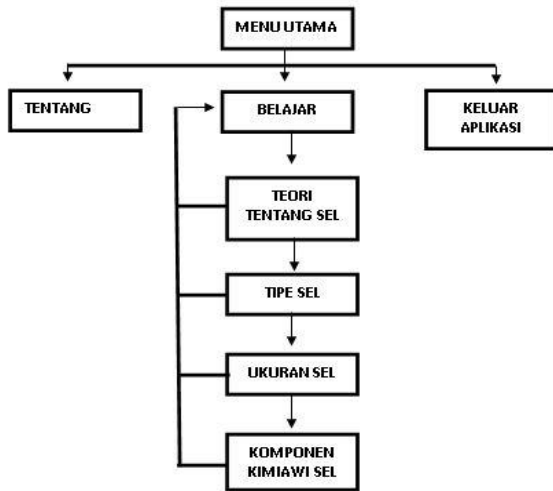 MENU UTAMA
TENTANG
BELAJAR
KELUAR
APLIKASI
TEORI
TENTANG SEL
TIPE SEL
UKURAN SEL
KOMPONEN
KIMIAWI SEL